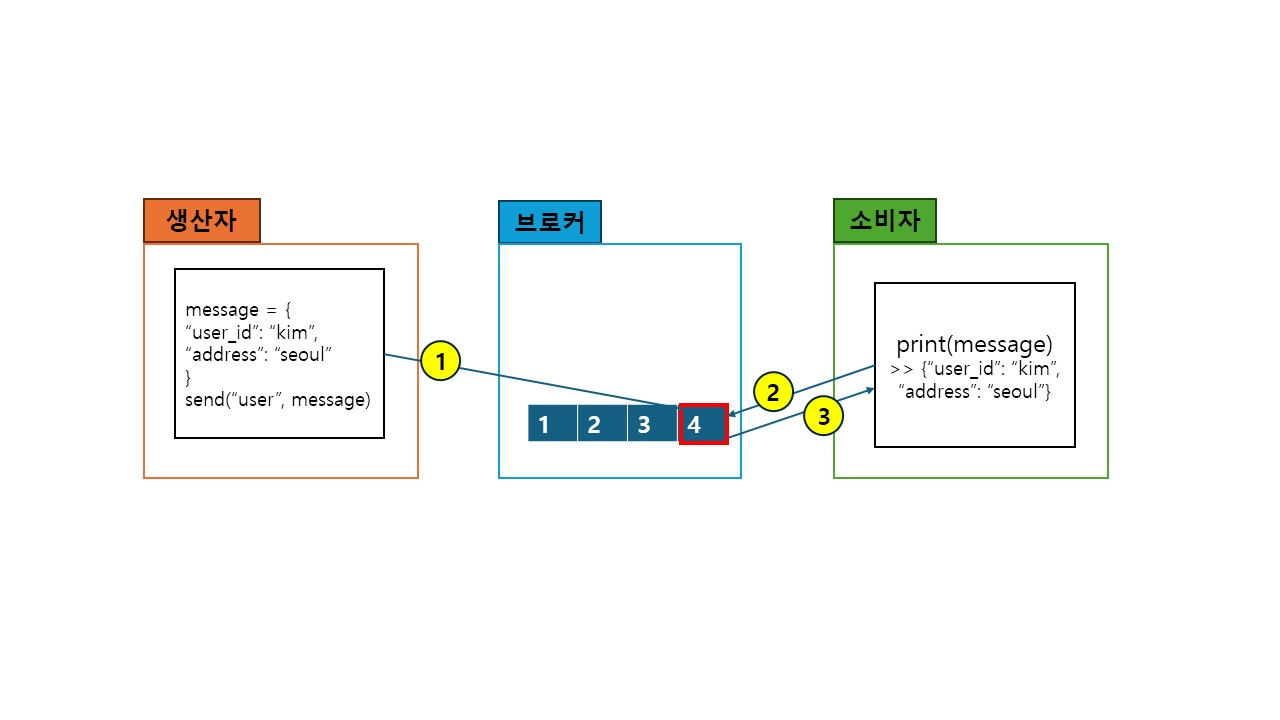 생산자
message = {
“user_id”: “kim”,
“address”: “seoul”
}
send(“user”, message)
1
브로커
1 2 3 4
2
3
소비자
print(message)
>> {“user_id”: “kim”,
“address”: “seoul”}